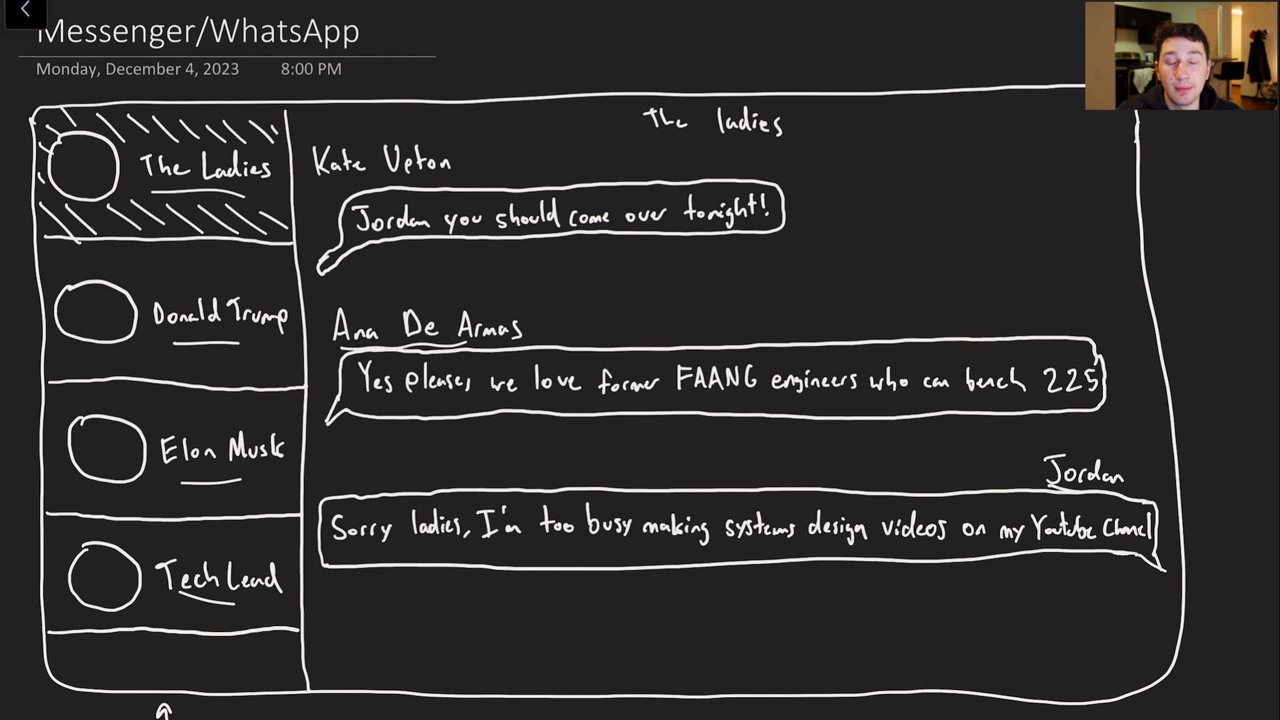 Messenger/WhatsApp
Monday, December 4, 2023 8:00 PM
The ladies
The Ladies
Donald Trump
Elon Musk
Tech Lead
Kate Upton
Jordan you should come over tonight!
Ana De Armas
Yes please, we love former FAANG engineers who can bench 225
Jordan
Sorry ladies, I'm too busy making systems design videos on my Youtube Channel